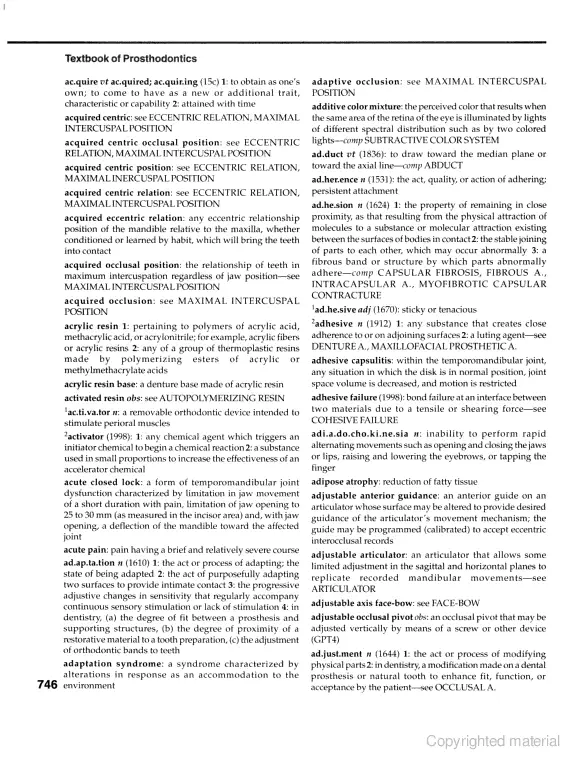 Textbook of Prosthodontics
ac.quire vt ac.quired; ac.quir.ing (15c) 1: to obtain as one's
own; to come to have as a new or additional trait,
characteristic or capability 2: attained with time
acquired centric: see ECCENTRIC RELATION, MAXIMAL
INTERCUSPAL POSITION
acquired centric occlusal position: see ECCENTRIC
RELATION, MAXIMAL INTERCUSPAL POSITION
acquired centric position: see ECCENTRIC RELATION,
MAXIMAL INERCUSPAL POSITION
acquired centric relation: see ECCENTRIC RELATION,
MAXIMAL INTERCUSPAL POSITION
acquired eccentric relation: any eccentric relationship
position of the mandible relative to the maxilla, whether
conditioned or learned by habit, which will bring the teeth
into contact
acquired occlusal position: the relationship of teeth in
maximum intercuspation regardless of jaw position—see
MAXIMAL INTERCUSPAL POSITION
acquired occlusion: see MAXIMAL INTERCUSPAL
POSITION
acrylic resin 1: pertaining to polymers of acrylic acid,
methacrylic acid, or acrylonitrile; for example, acrylic fibers
or acrylic resins 2: any of a group of thermoplastic resins
made by polymerizing esters of acrylic or
methylmethacrylate acids
acrylic resin base: a denture base made of acrylic resin
activated resin obs: see AUTOPOLYMERIZING RESIN
¹ac.ti.va.tor n: a removable orthodontic device intended to
stimulate perioral muscles
²activator (1998): 1: any chemical agent which triggers an
initiator chemical to begin a chemical reaction 2: a substance
used in small proportions to increase the effectiveness of an
accelerator chemical
acute closed lock: a form of temporomandibular joint
dysfunction characterized by limitation in jaw movement
of a short duration with pain, limitation of jaw opening to
25 to 30 mm (as measured in the incisor area) and, with jaw
opening, a deflection of the mandible toward the affected
joint
acute pain: pain having a brief and relatively severe course
ad.ap.ta.tion n (1610) 1: the act or process of adapting; the
state of being adapted 2: the act of purposefully adapting
two surfaces to provide intimate contact 3: the progressive
adjustive changes in sensitivity that regularly accompany
continuous sensory stimulation or lack of stimulation 4: in
dentistry, (a) the degree of fit between a prosthesis and
supporting structures, (b) the degree of proximity of a
restorative material to a tooth preparation, (c) the adjustment
of orthodontic bands to teeth
adaptation syndrome: a syndrome characterized by
alterations in response as an accommodation to the
environment
746
adaptive occlusion: see MAXIMAL INTERCUSPAL
POSITION
additive color mixture: the perceived color that results when
the same area of the retina of the eye is illuminated by lights
of different spectral distribution such as by two colored
lights—comp SUBTRACTIVE COLOR SYSTEM
ad.duct vt (1836): to draw toward the median plane or
toward the axial line—comp ABDUCT
ad.her.ence n (1531): the act, quality, or action of adhering;
persistent attachment
ad.he.sion n (1624) 1: the property of remaining in close
proximity, as that resulting from the physical attraction of
molecules to a substance or molecular attraction existing
between the surfaces of bodies in contact 2: the stable joining
of parts to each other, which may occur abnormally 3: a
fibrous band or structure by which parts abnormally
adhere—comp CAPSULAR FIBROSIS, FIBROUS A.,
INTRACAPSULAR A., MYOFIBROTIC CAPSULAR
CONTRACTURE
¹ad.he.sive adj (1670): sticky or tenacious
²adhesive n (1912) 1: any substance that creates close
adherence to or on adjoining surfaces 2: a luting agent—see
DENTURE A., MAXILLOFACIAL PROSTHETIC A.
adhesive capsulitis: within the temporomandibular joint,
any situation in which the disk is in normal position, joint
space volume is decreased, and motion is restricted
adhesive failure (1998): bond failure at an interface between
two materials due to a tensile or shearing force—see
COHESIVE FAILURE
adi.a.do.cho.ki.ne.sia n: inability to perform rapid
alternating movements such as opening and closing the jaws
or lips, raising and lowering the eyebrows, or tapping the
finger
adipose atrophy: reduction of fatty tissue
adjustable anterior guidance: an anterior guide on an
articulator whose surface may be altered to provide desired
guidance of the articulator's movement mechanism; the
guide may be programmed (calibrated) to accept eccentric
interocclusal records
adjustable articulator: an articulator that allows some
limited adjustment in the sagittal and horizontal planes to
replicate recorded mandibular movements—see
ARTICULATOR
adjustable axis face-bow: see FACE-BOW
adjustable occlusal pivot obs: an occlusal pivot that may be
adjusted vertically by means of a screw or other device
(GPT4)
ad.just.ment n (1644) 1: the act or process of modifying
physical parts 2: in dentistry, a modification made on a dental
prosthesis or natural tooth to enhance fit, function, or
acceptance by the patient—see OCCLUSAL A.
Copyrighted material